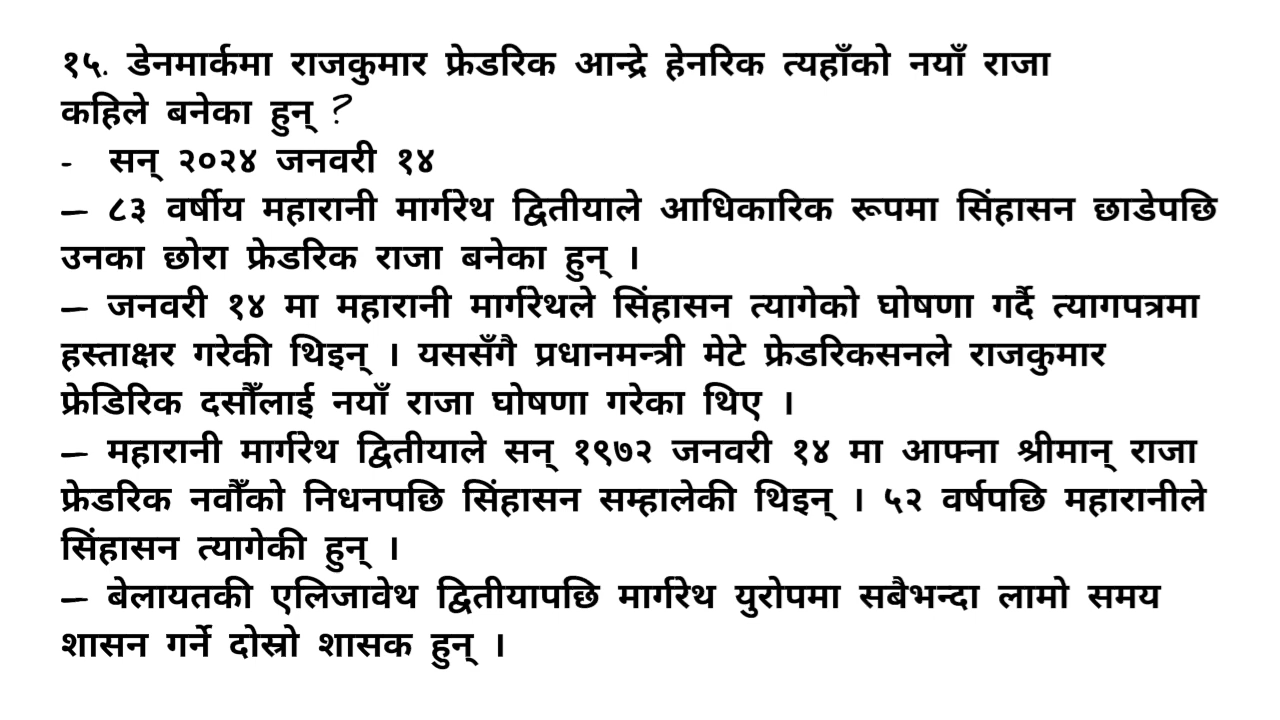 १५. डेनमार्कमा राजकुमार फ्रेडरिक आन्द्रे हेनरिक त्यहाँको नयाँ राजा
कहिले बनेका हुन् ?
- सन् २०२४ जनवरी १४
– ८३ वर्षीय महारानी मार्गरेथ द्वितीयाले आधिकारिक रूपमा सिंहासन छाडेपछि
उनका छोरा फ्रेडरिक राजा बनेका हुन् ।
– जनवरी १४ मा महारानी मार्गरेथले सिंहासन त्यागेको घोषणा गर्दै त्यागपत्रमा
हस्ताक्षर गरेकी थिइन् । यससँगै प्रधानमन्त्री मेटे फ्रेडरिकसनले राजकुमार
फ्रेडिरिक दसौँलाई नयाँ राजा घोषणा गरेका थिए ।
– महारानी मार्गरेथ द्वितीयाले सन् १९७२ जनवरी १४ मा आफ्ना श्रीमान् राजा
फ्रेडरिक नवौँको निधनपछि सिंहासन सम्हालेकी थिइन् । ५२ वर्षपछि महारानीले
सिंहासन त्यागेकी हुन् ।
– बेलायतकी एलिजावेथ द्वितीयापछि मार्गरेथ युरोपमा सबैभन्दा लामो समय
शासन गर्ने दोस्रो शासक हुन् ।